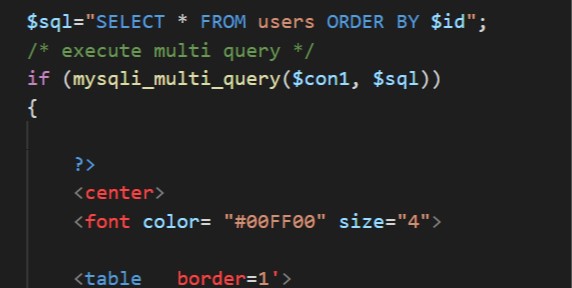 $sql="SELECT * FROM users ORDER BY $id";
/* execute multi query */
if (mysqli_multi_query($con1, $sql))
{
?>
<center>
<font color= "#00FF00" size="4">
<table   border=1'>